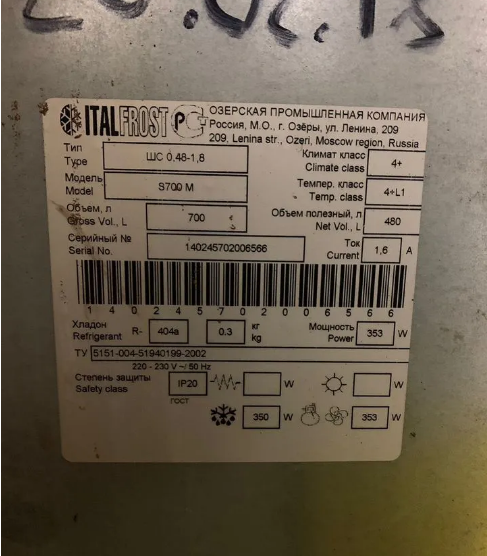 20.02.15
ITALFROST РСТ ОЗЕРСКАЯ ПРОМЫШЛЕННАЯ КОМПАНИЯ
Россия, М.О., г. Озёры, ул. Ленина, 209
209, Lenina str., Ozeri, Moscow region, Russia
Тип
Type ШС 0.48-1,8 Климат класс
Climate class 4+
Модель
Model S700 M Темпер. класс
Temp. class 4÷L1
Объем, л
Gross Vol., L 700 Объем полезный, л
Net Vol., L 480
Серийный №
Serial No. 140245702006566 Ток
Current 1,6 A
1 4 0 2 4 5 7 0 2 0 0 6 5 6 6
Хладон
Refrigerant R- 404a 0.3 кг
kg Мощность
Power 353 W
ТУ 5151-004-51940199-2002
220 - 230 V ~/ 50 Hz
Степень защиты
Safety class IP20 W W
ГОСТ
350 W 353 W